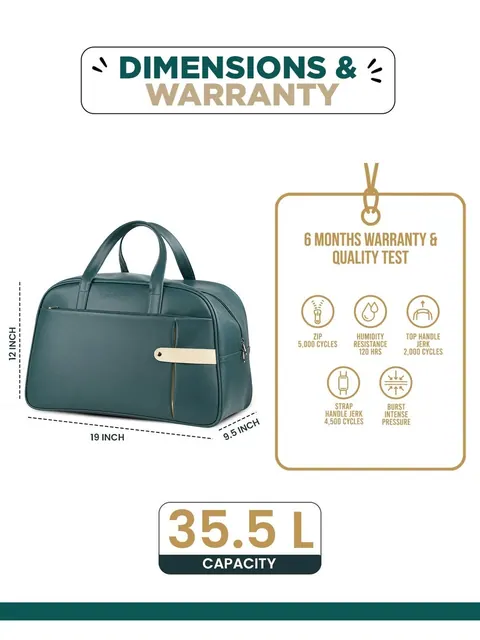 DIMENSIONS &
WARRANTY
6 MONTHS WARRANTY &
QUALITY TEST
ZIP
5,000 CYCLES
HUMIDITY
RESISTANCE
120 HRS
TOP HANDLE
JERK
2,000 CYCLES
STRAP
HANDLE JERK
4,500 CYCLES
BURST
INTENSE
PRESSURE
12 INCH
19 INCH
9.5 INCH
35.5 L
CAPACITY